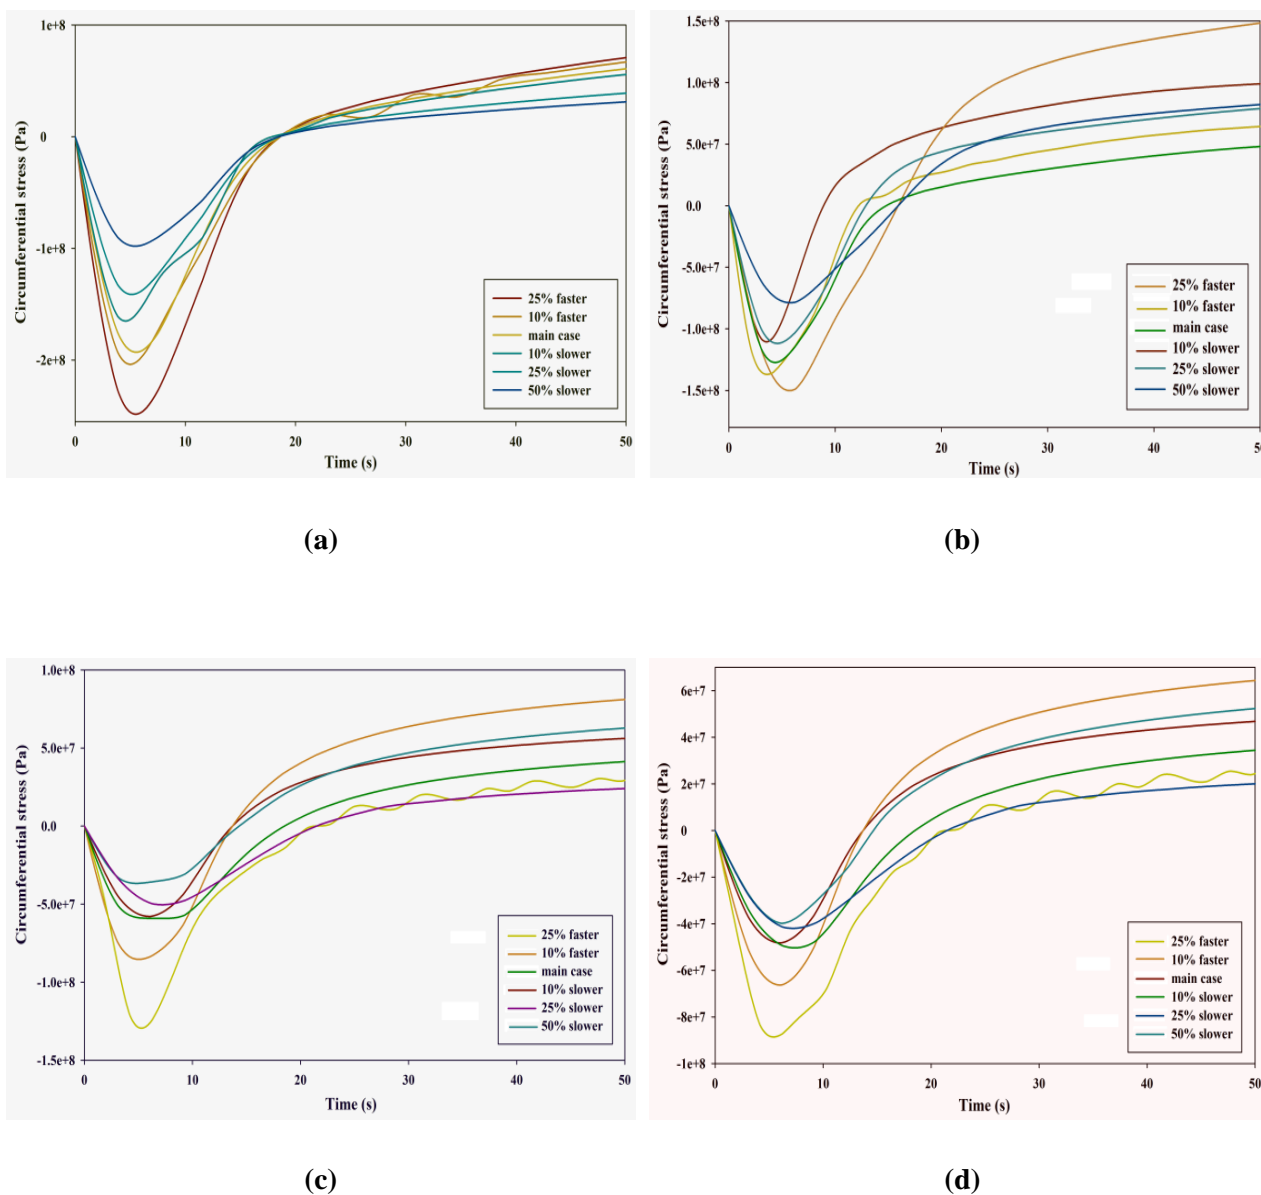 Circumferential stress (Pa)
1e+8
0
-1e+8
-2e+8
0 10 20 30 40 50
Time (s)
25% faster
10% faster
main case
10% slower
25% slower
50% slower
(a)
Circumferential stress (Pa)
1.5e+8
1.0e+8
5.0e+7
0.0
-5.0e+7
-1.0e+8
-1.5e+8
0 10 20 30 40 50
Time (s)
25% faster
10% faster
main case
10% slower
25% slower
50% slower
(b)
Circumferential stress (Pa)
1.0e+8
5.0e+7
0.0
-5.0e+7
-1.0e+8
-1.5e+8
0 10 20 30 40 50
Time (s)
25% faster
10% faster
main case
10% slower
25% slower
50% slower
(c)
Circumferential stress (Pa)
6e+7
4e+7
2e+7
0
-2e+7
-4e+7
-6e+7
-8e+7
-1e+8
0 10 20 30 40 50
Time (s)
25% faster
10% faster
main case
10% slower
25% slower
50% slower
(d)